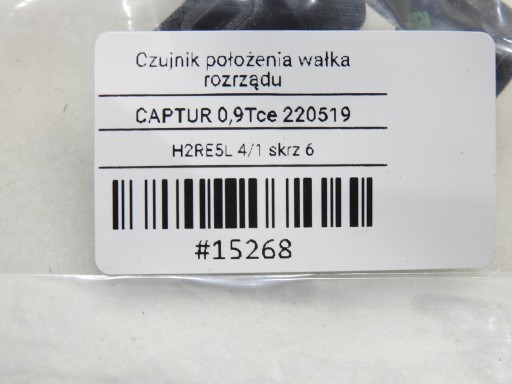 Czujnik położenia wałka
rozrządu
CAPTUR 0,9Tce 220519
H2RE5L 4/1 skrz 6
#15268